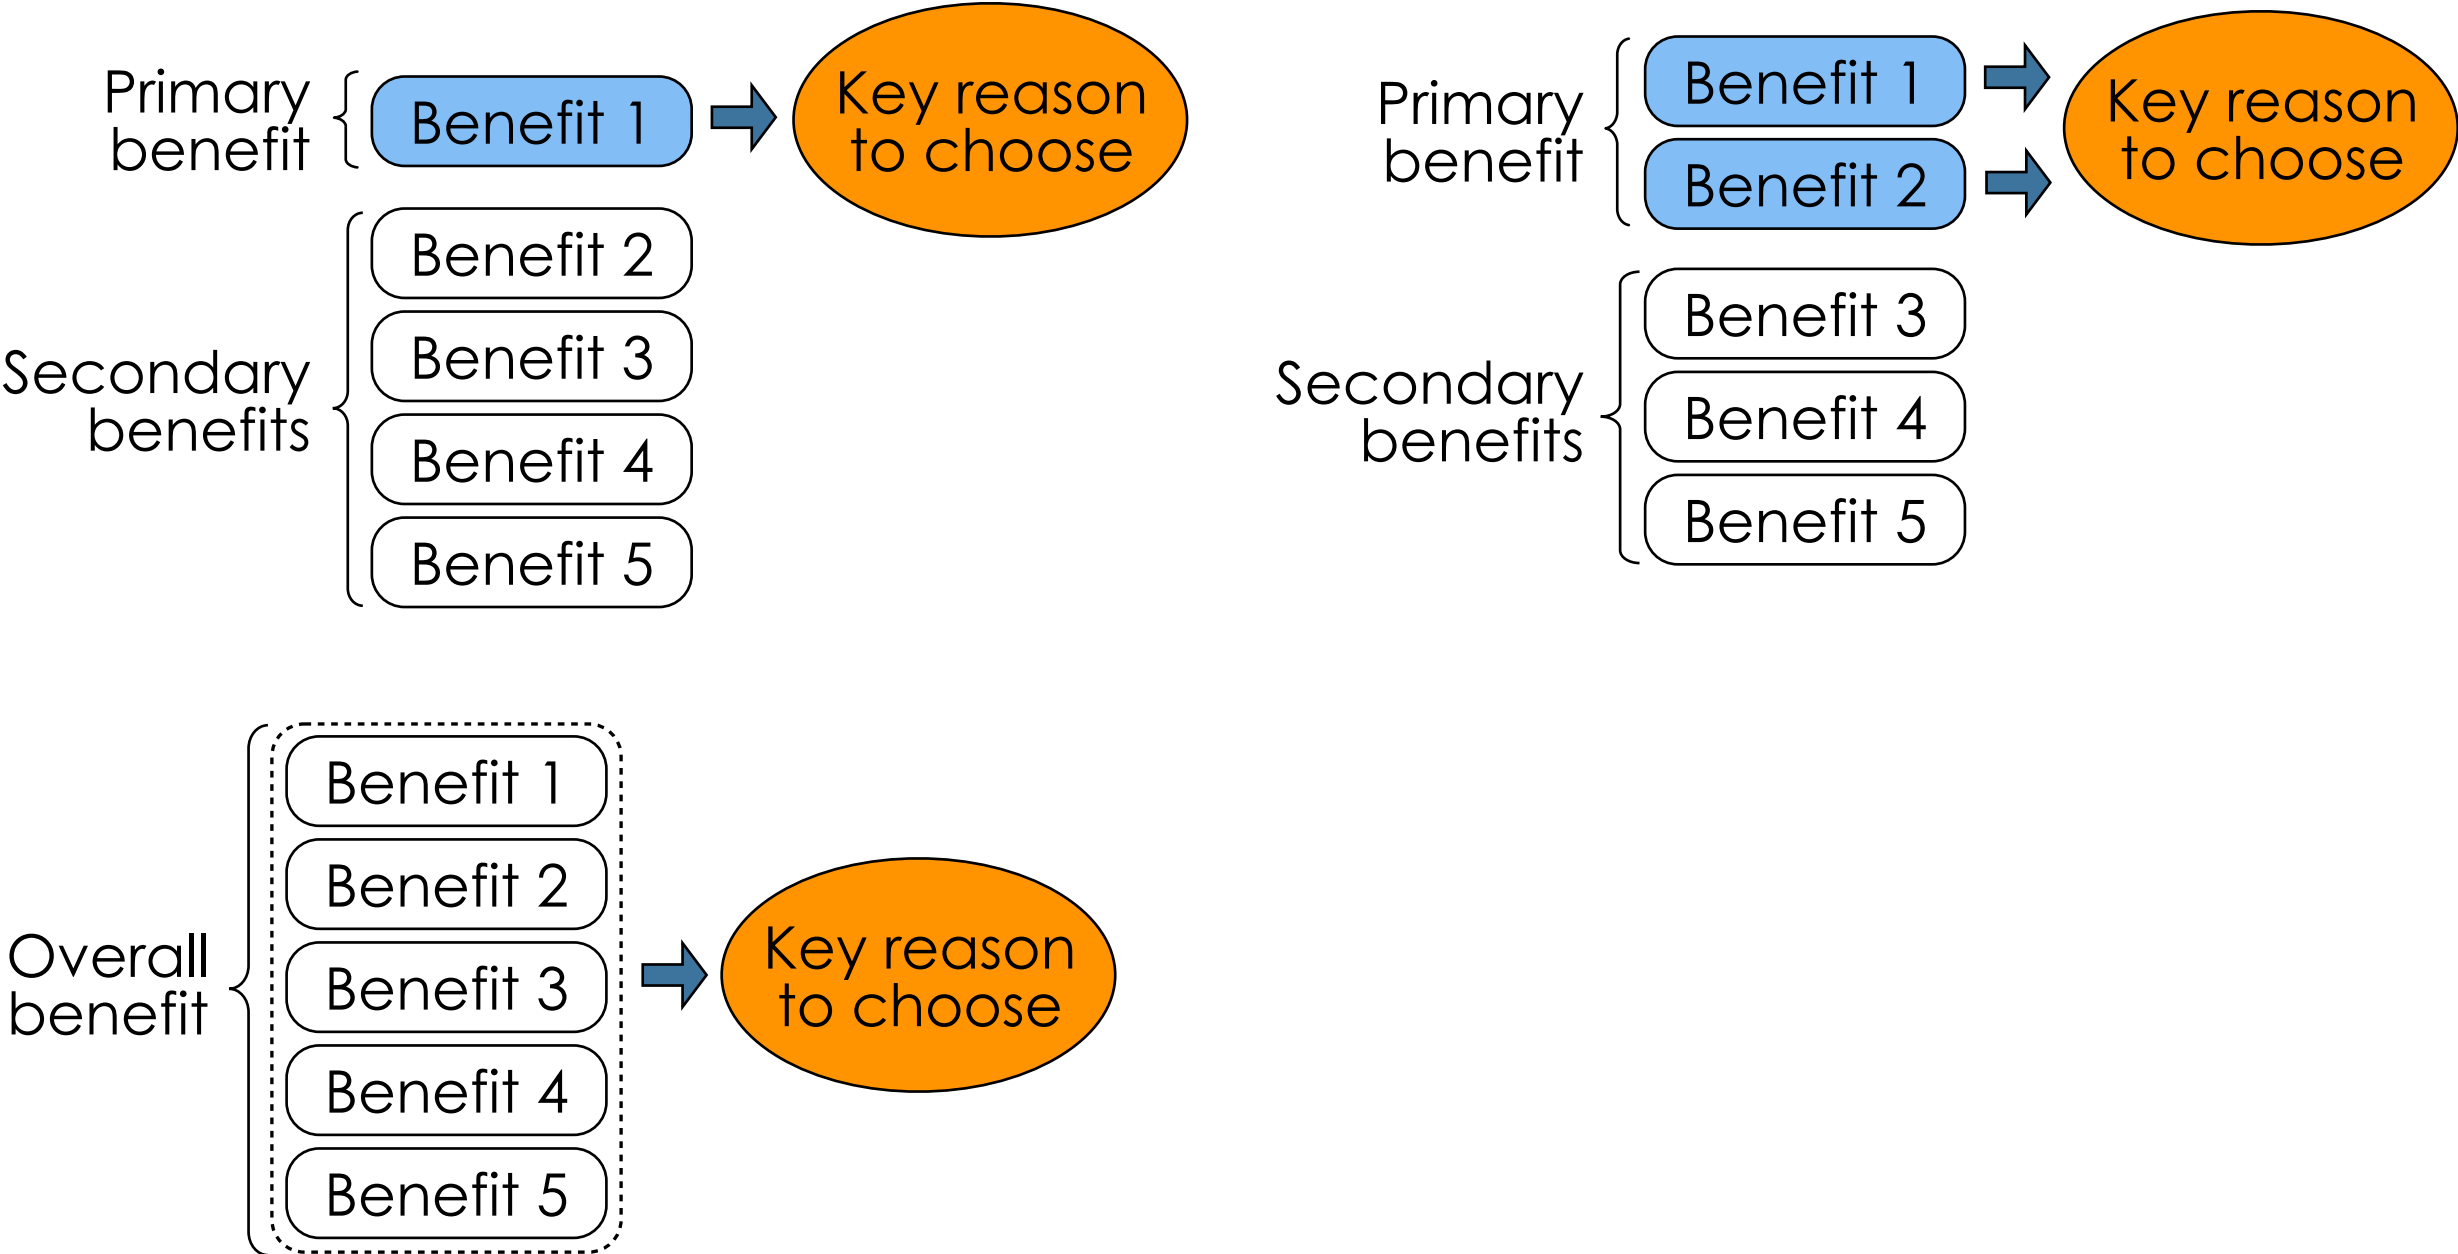 Primary
benefit
Benefit 1
Key reason
to choose
Secondary
benefits
Benefit 2
Benefit 3
Benefit 4
Benefit 5
Primary
benefit
Benefit 1
Benefit 2
Key reason
to choose
Secondary
benefits
Benefit 3
Benefit 4
Benefit 5
Overall
benefit
Benefit 1
Benefit 2
Benefit 3
Benefit 4
Benefit 5
Key reason
to choose